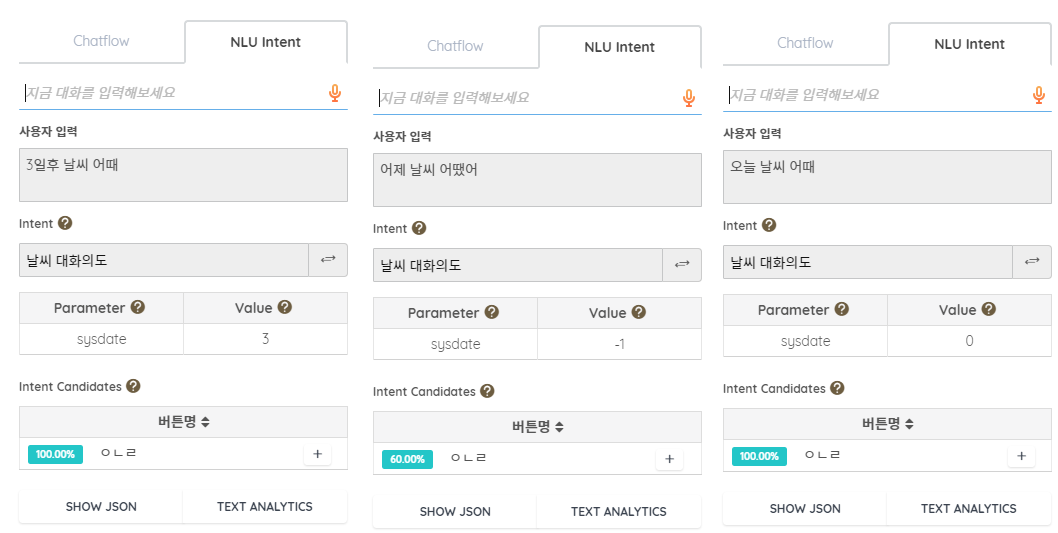 Chatflow
NLU Intent
지금 대화를 입력해보세요
사용자 입력
3일후 날씨 어때
Intent ?
날씨 대화의도
Parameter ? Value ?
sysdate 3
Intent Candidates ?
버튼명
100.00% ㅇㄴㄹ +
SHOW JSON TEXT ANALYTICS
Chatflow
NLU Intent
지금 대화를 입력해보세요
사용자 입력
어제 날씨 어땠어
Intent ?
날씨 대화의도
Parameter ? Value ?
sysdate -1
Intent Candidates ?
버튼명
60.00% ㅇㄴㄹ +
SHOW JSON TEXT ANALYTICS
Chatflow
NLU Intent
지금 대화를 입력해보세요
사용자 입력
오늘 날씨 어때
Intent ?
날씨 대화의도
Parameter ? Value ?
sysdate 0
Intent Candidates ?
버튼명
100.00% ㅇㄴㄹ +
SHOW JSON TEXT ANALYTICS